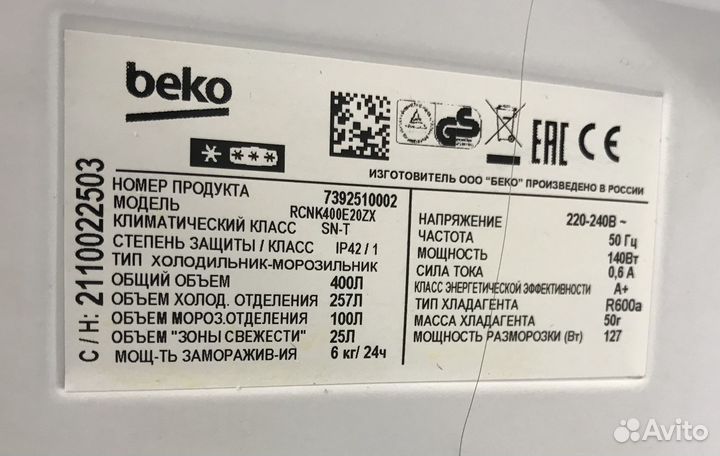 beko
GS
EAC CE
ИЗГОТОВИТЕЛЬ ООО "БЕКО" ПРОИЗВЕДЕНО В РОССИИ
С / Н: 2110022503
НОМЕР ПРОДУКТА 7392510002
МОДЕЛЬ RCNK400E20ZX
КЛИМАТИЧЕСКИЙ КЛАСС SN-T
СТЕПЕНЬ ЗАЩИТЫ / КЛАСС IP42 / 1
ТИП ХОЛОДИЛЬНИК-МОРОЗИЛЬНИК
ОБЩИЙ ОБЪЕМ 400Л
ОБЪЕМ ХОЛОД. ОТДЕЛЕНИЯ 257Л
ОБЪЕМ МОРОЗ.ОТДЕЛЕНИЯ 100Л
ОБЪЕМ "ЗОНЫ СВЕЖЕСТИ" 25Л
МОЩ-ТЬ ЗАМОРАЖИВ-ИЯ 6 кг/ 24ч
НАПРЯЖЕНИЕ 220-240В ~
ЧАСТОТА 50 Гц
МОЩНОСТЬ 140Вт
СИЛА ТОКА 0,6 А
КЛАСС ЭНЕРГЕТИЧЕСКОЙ ЭФФЕКТИВНОСТИ А+
ТИП ХЛАДАГЕНТА R600a
МАССА ХЛАДАГЕНТА 50г
МОЩНОСТЬ РАЗМОРОЗКИ (Вт) 127
Avito